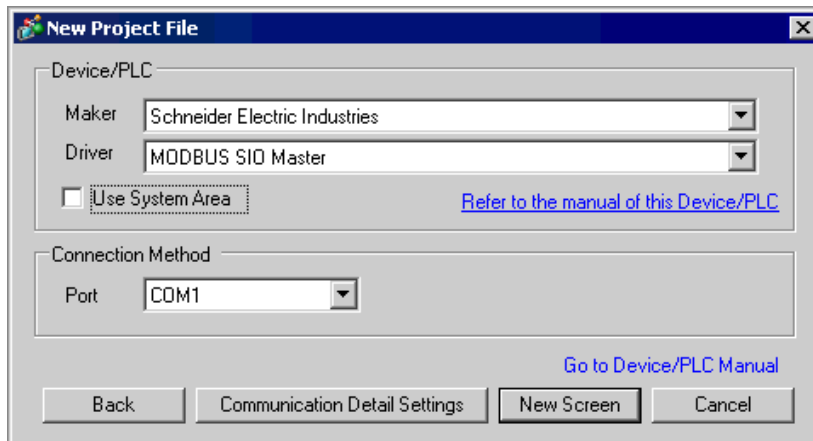 New Project File
Device/PLC
Maker Schneider Electric Industries
Driver MODBUS SIO Master
Use System Area Refer to the manual of this Device/PLC
Connection Method
Port COM1
Go to Device/PLC Manual
Back Communication Detail Settings New Screen Cancel